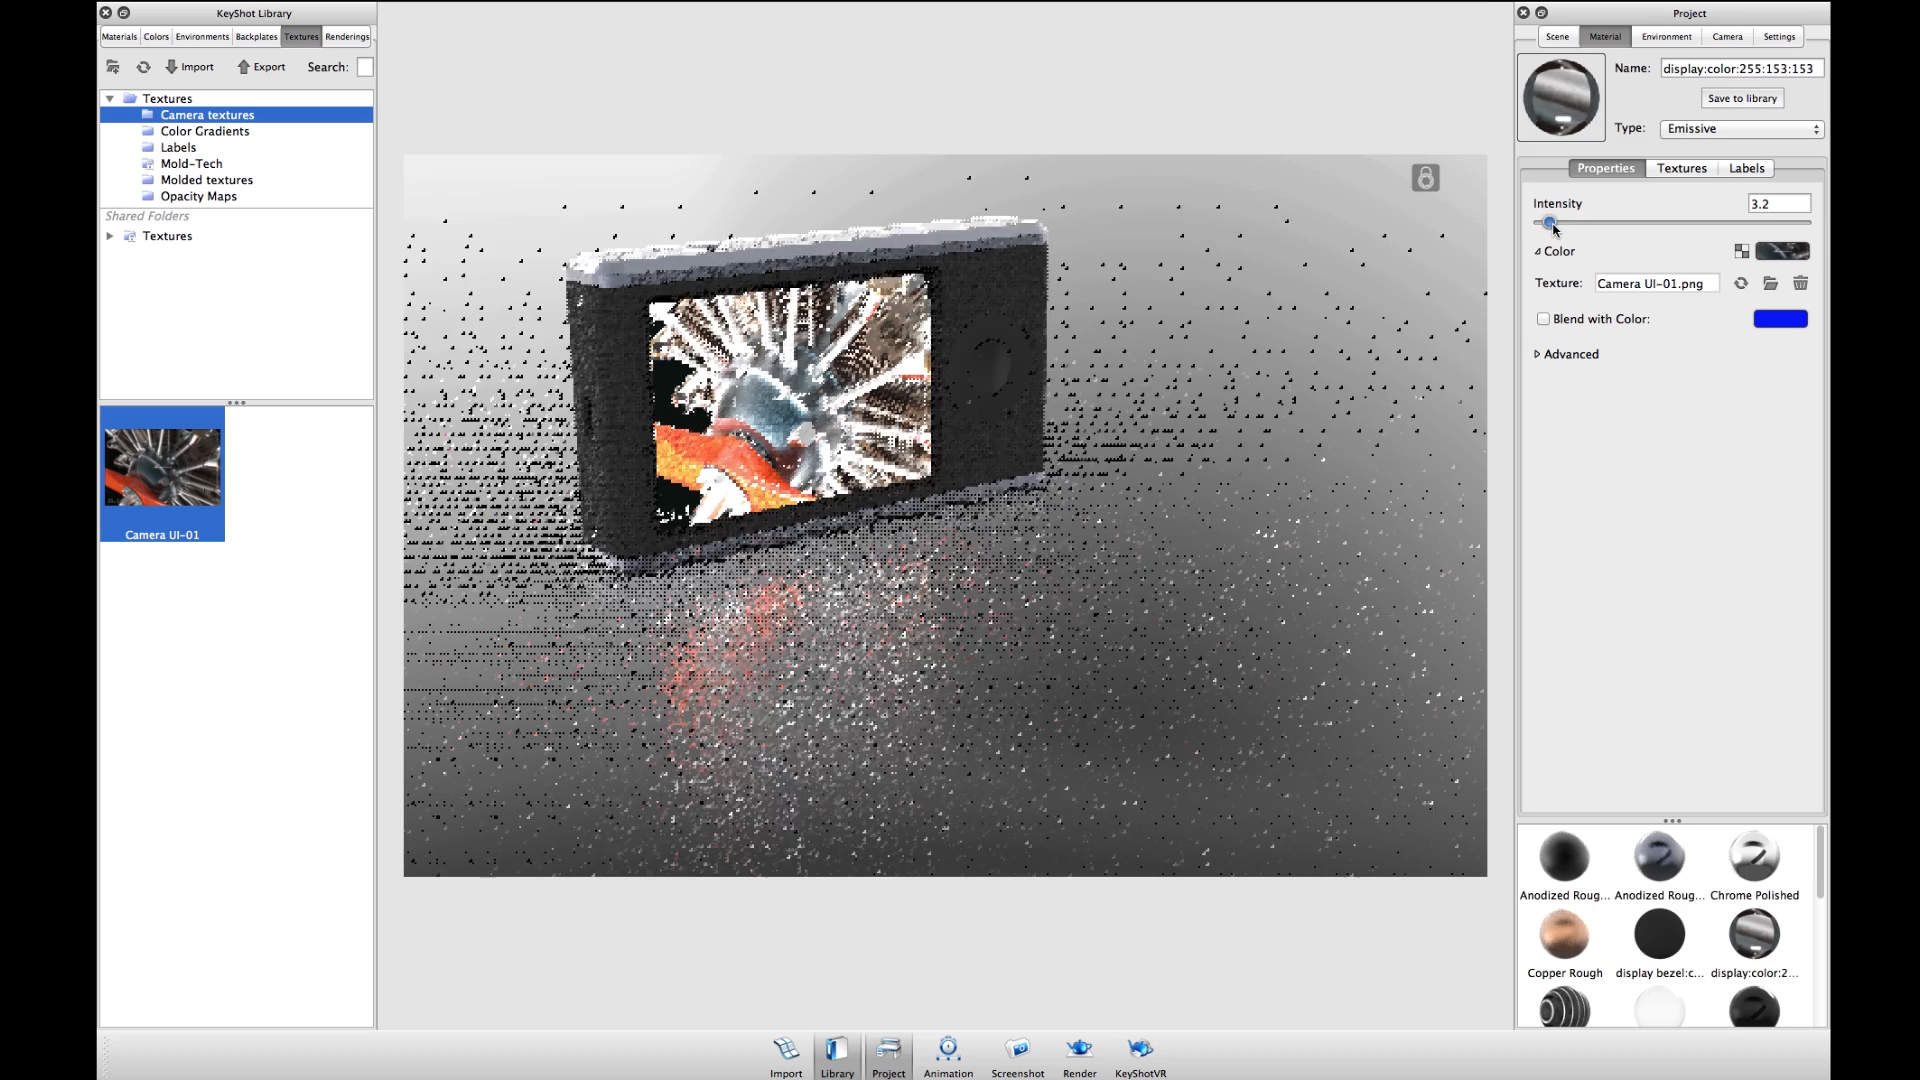 KeyShot Library
Materials Colors Environments Backplates Textures Renderings
Import Export Search:
Textures
Camera textures
Color Gradients
Labels
Mold-Tech
Molded textures
Opacity Maps
Shared Folders
Textures
Camera UI-01
Project
Scene Material Environment Camera Settings
Name: display:color:255:153:153
Save to library
Type: Emissive
Properties Textures Labels
Intensity 3.2
Color
Texture: Camera UI-01.png
Blend with Color:
Advanced
Anodized Roug... Anodized Roug... Chrome Polished
Copper Rough display bezel:c... display:color:2...
Import Library Project Animation Screenshot Render KeyShotVR